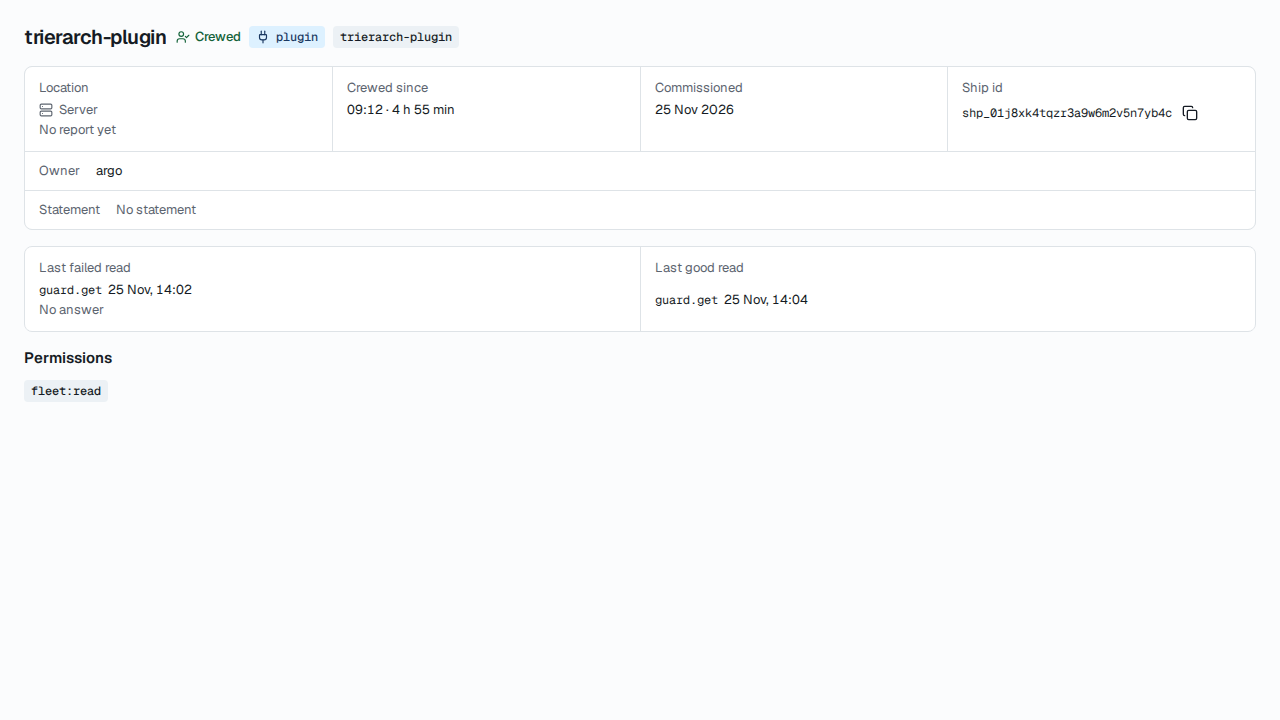 trierarch-plugin Crewed plugin trierarch-plugin
Location
Server
No report yet
Crewed since
09:12 · 4 h 55 min
Commissioned
25 Nov 2026
Ship id
shp_01j8xk4tqzr3a9w6m2v5n7yb4c
Owner argo
Statement No statement
Last failed read
guard.get 25 Nov, 14:02
No answer
Last good read
guard.get 25 Nov, 14:04
Permissions
fleet:read